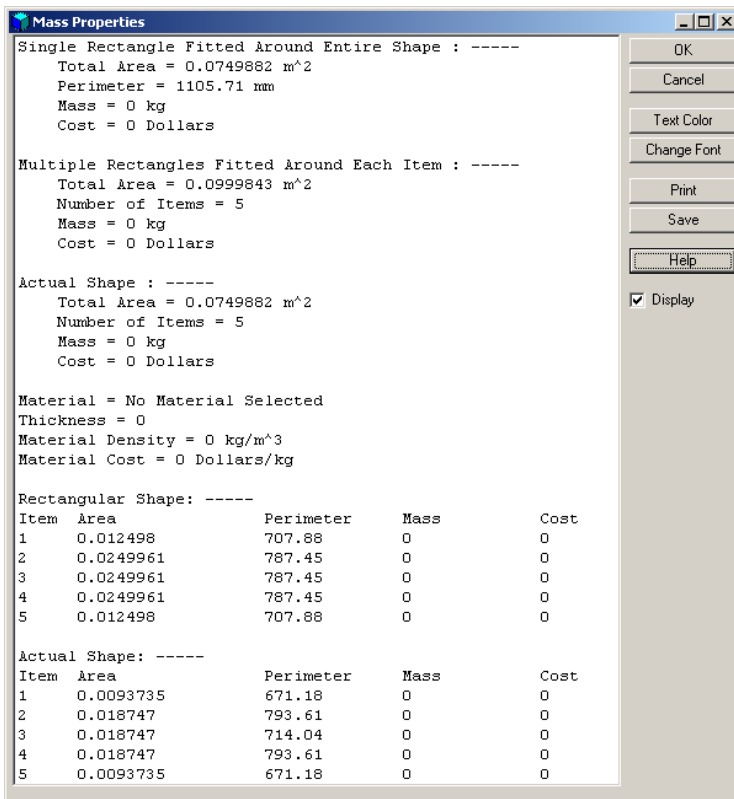 Mass Properties
Single Rectangle Fitted Around Entire Shape : -----
Total Area = 0.0749882 m^2
Perimeter = 1105.71 mm
Mass = 0 kg
Cost = 0 Dollars
Multiple Rectangles Fitted Around Each Item : -----
Total Area = 0.0999843 m^2
Number of Items = 5
Mass = 0 kg
Cost = 0 Dollars
Actual Shape : -----
Total Area = 0.0749882 m^2
Number of Items = 5
Mass = 0 kg
Cost = 0 Dollars
Material = No Material Selected
Thickness = 0
Material Density = 0 kg/m^3
Material Cost = 0 Dollars/kg
Rectangular Shape: -----
Item Area Perimeter Mass Cost
1 0.012498 707.88 0 0
2 0.0249961 787.45 0 0
3 0.0249961 787.45 0 0
4 0.0249961 787.45 0 0
5 0.012498 707.88 0 0
Actual Shape: -----
Item Area Perimeter Mass Cost
1 0.0093735 671.18 0 0
2 0.018747 793.61 0 0
3 0.018747 714.04 0 0
4 0.018747 793.61 0 0
5 0.0093735 671.18 0 0
OK
Cancel
Text Color
Change Font
Print
Save
Help
Display